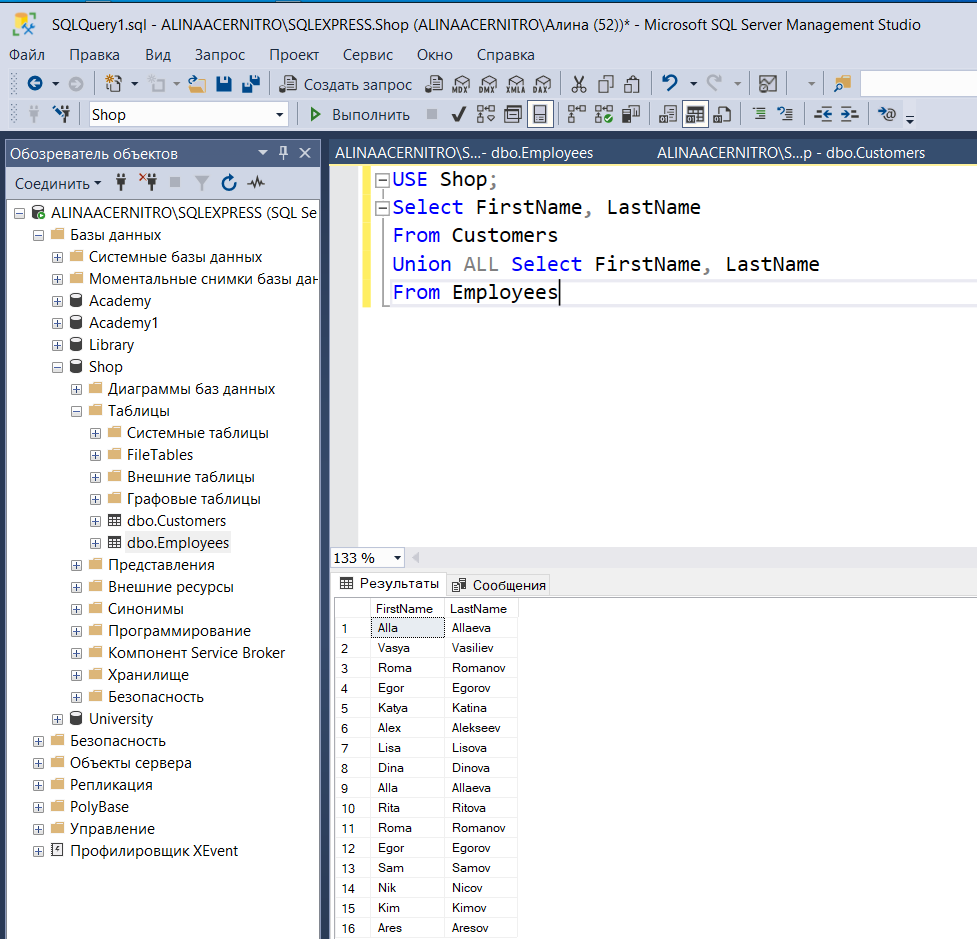 SQLQuery1.sql - ALINAACERNITRO\SQLEXPRESS.Shop (ALINAACERNITRO\Алина (52))* - Microsoft SQL Server Management Studio
Файл Правка Вид Запрос Проект Сервис Окно Справка
Создать запрос MDX DMX XMLA DAX
Shop Выполнить
Обозреватель объектов
Соединить
ALINAACERNITRO\SQLEXPRESS (SQL Se
Базы данных
Системные базы данных
Моментальные снимки базы дан
Academy
Academy1
Library
Shop
Диаграммы баз данных
Таблицы
Системные таблицы
FileTables
Внешние таблицы
Графовые таблицы
dbo.Customers
dbo.Employees
Представления
Внешние ресурсы
Синонимы
Программирование
Компонент Service Broker
Хранилище
Безопасность
University
Безопасность
Объекты сервера
Репликация
PolyBase
Управление
Профилировщик XEvent
ALINAACERNITRO\S...- dbo.Employees ALINAACERNITRO\S...p - dbo.Customers
USE Shop;
Select FirstName, LastName
From Customers
Union ALL Select FirstName, LastName
From Employees
133 %
Результаты Сообщения
FirstName LastName
1 Alla Allaeva
2 Vasya Vasiliev
3 Roma Romanov
4 Egor Egorov
5 Katya Katina
6 Alex Alekseev
7 Lisa Lisova
8 Dina Dinova
9 Alla Allaeva
10 Rita Ritova
11 Roma Romanov
12 Egor Egorov
13 Sam Samov
14 Nik Nicov
15 Kim Kimov
16 Ares Aresov